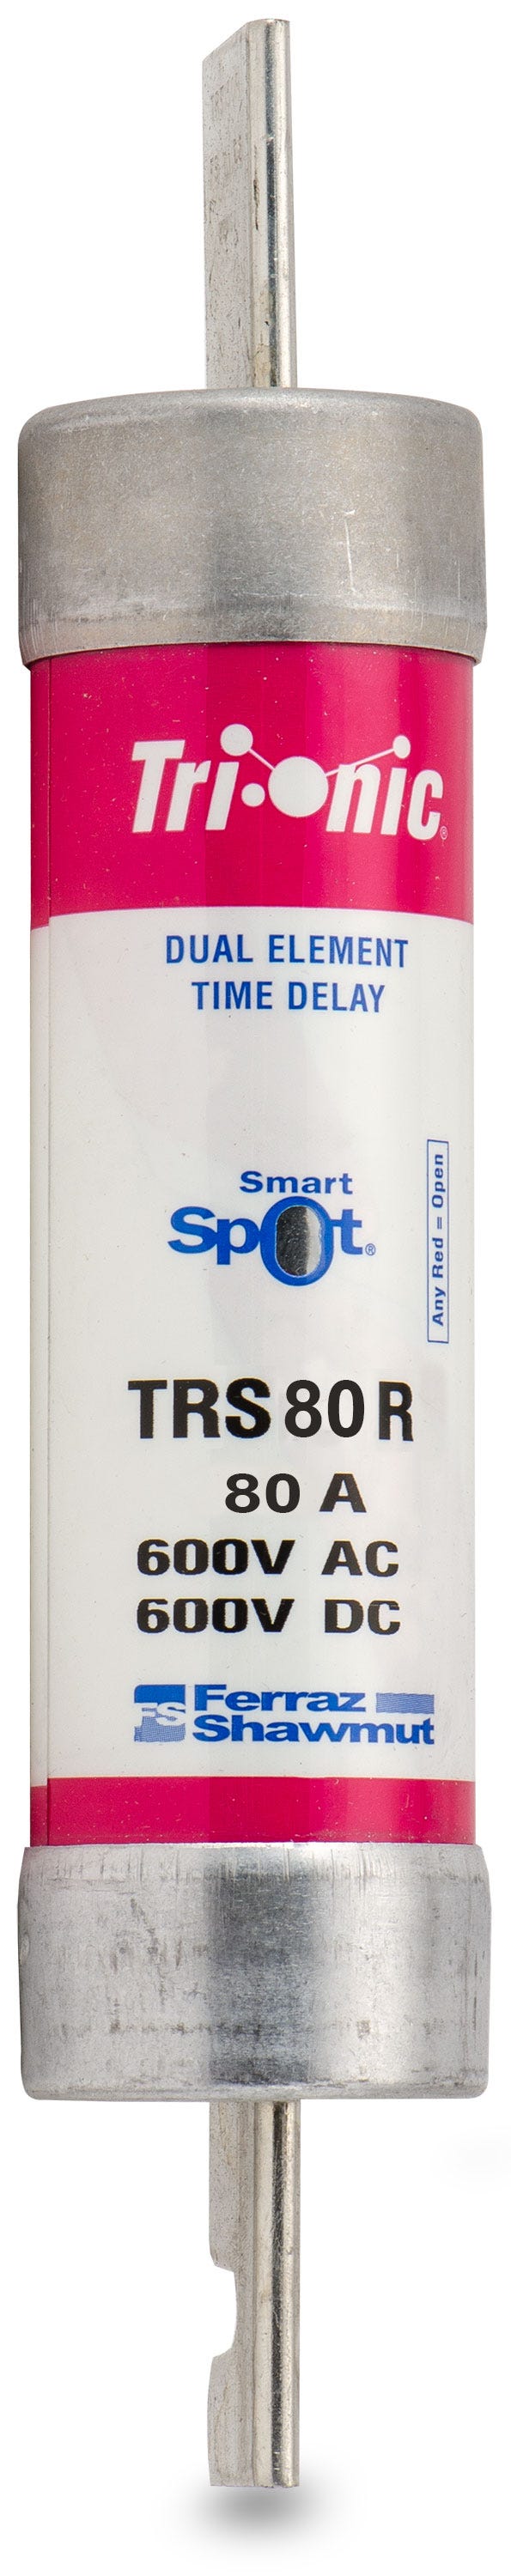 Tri-onic®
DUAL ELEMENT
TIME DELAY
Smart
Spot®
Any Red = Open
TRS 80 R
80 A
600V AC
600V DC
FS Ferraz
Shawmut